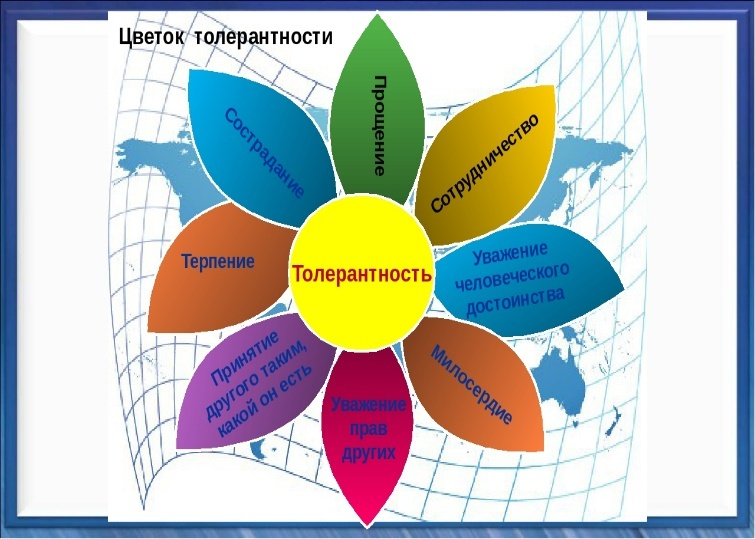 Цветок толерантности
Прощение
Сотрудничество
Уважение
человеческого
достоинства
Милосердие
Уважение
прав
других
Принятие
другого таким,
какой он есть
Терпение
Сострадание
Толерантность